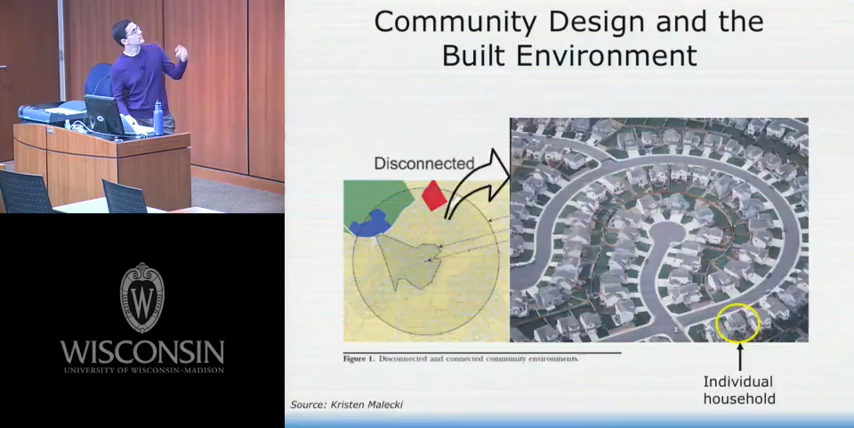 Community Design and the
Built Environment
Disconnected
Figure 1. Disconnected and connected community environments.
Individual
household
Source: Kristen Malecki
W
WISCONSIN
UNIVERSITY OF WISCONSIN–MADISON